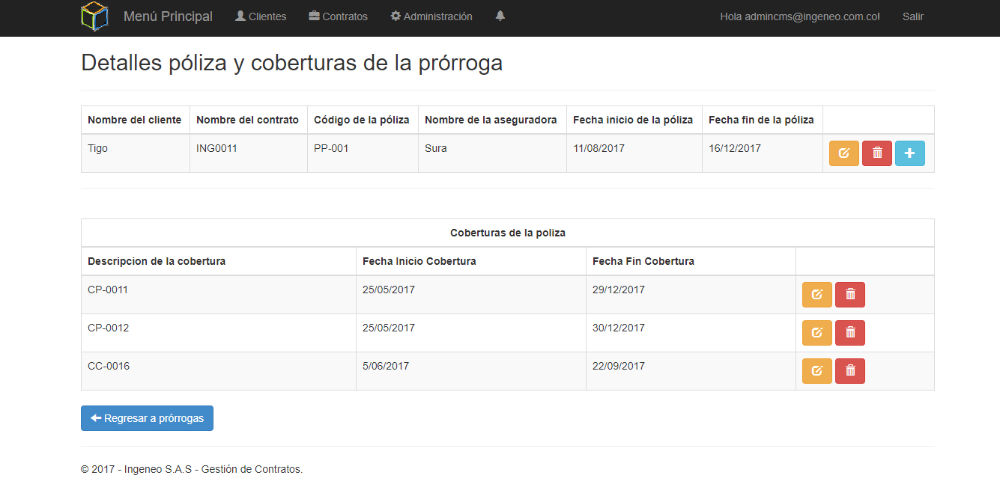 Menú Principal Clientes Contratos Administración Hola admincms@ingeneo.com.co! Salir
Detalles póliza y coberturas de la prórroga
Nombre del cliente Nombre del contrato Código de la póliza Nombre de la aseguradora Fecha inicio de la póliza Fecha fin de la póliza
Tigo ING0011 PP-001 Sura 11/08/2017 16/12/2017
Coberturas de la poliza
Descripcion de la cobertura Fecha Inicio Cobertura Fecha Fin Cobertura
CP-0011 25/05/2017 29/12/2017
CP-0012 25/05/2017 30/12/2017
CC-0016 5/06/2017 22/09/2017
Regresar a prórrogas
© 2017 - Ingeneo S.A.S - Gestión de Contratos.